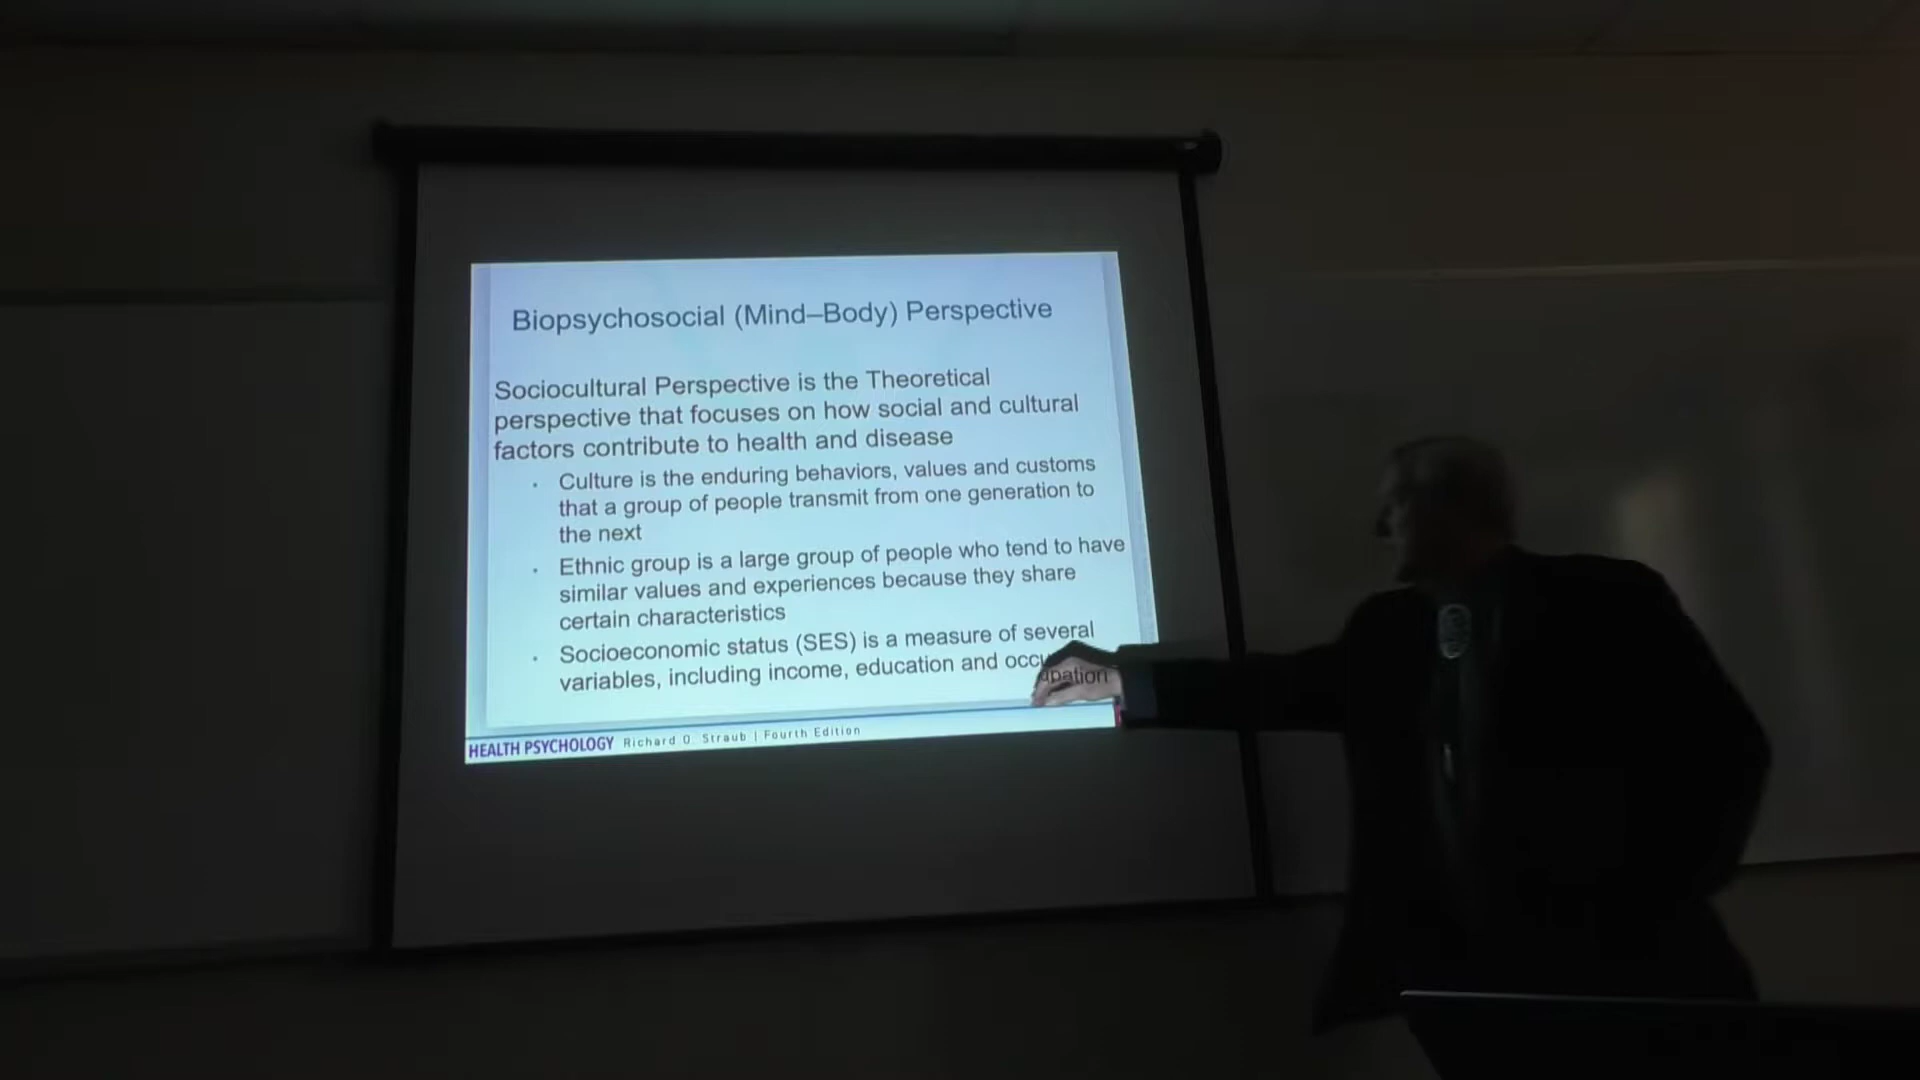 Biopsychosocial (Mind–Body) Perspective
Sociocultural Perspective is the Theoretical
perspective that focuses on how social and cultural
factors contribute to health and disease
· Culture is the enduring behaviors, values and customs
that a group of people transmit from one generation to
the next
· Ethnic group is a large group of people who tend to have
similar values and experiences because they share
certain characteristics
· Socioeconomic status (SES) is a measure of several
variables, including income, education and occupation
HEALTH PSYCHOLOGY Richard O. Straub | Fourth Edition